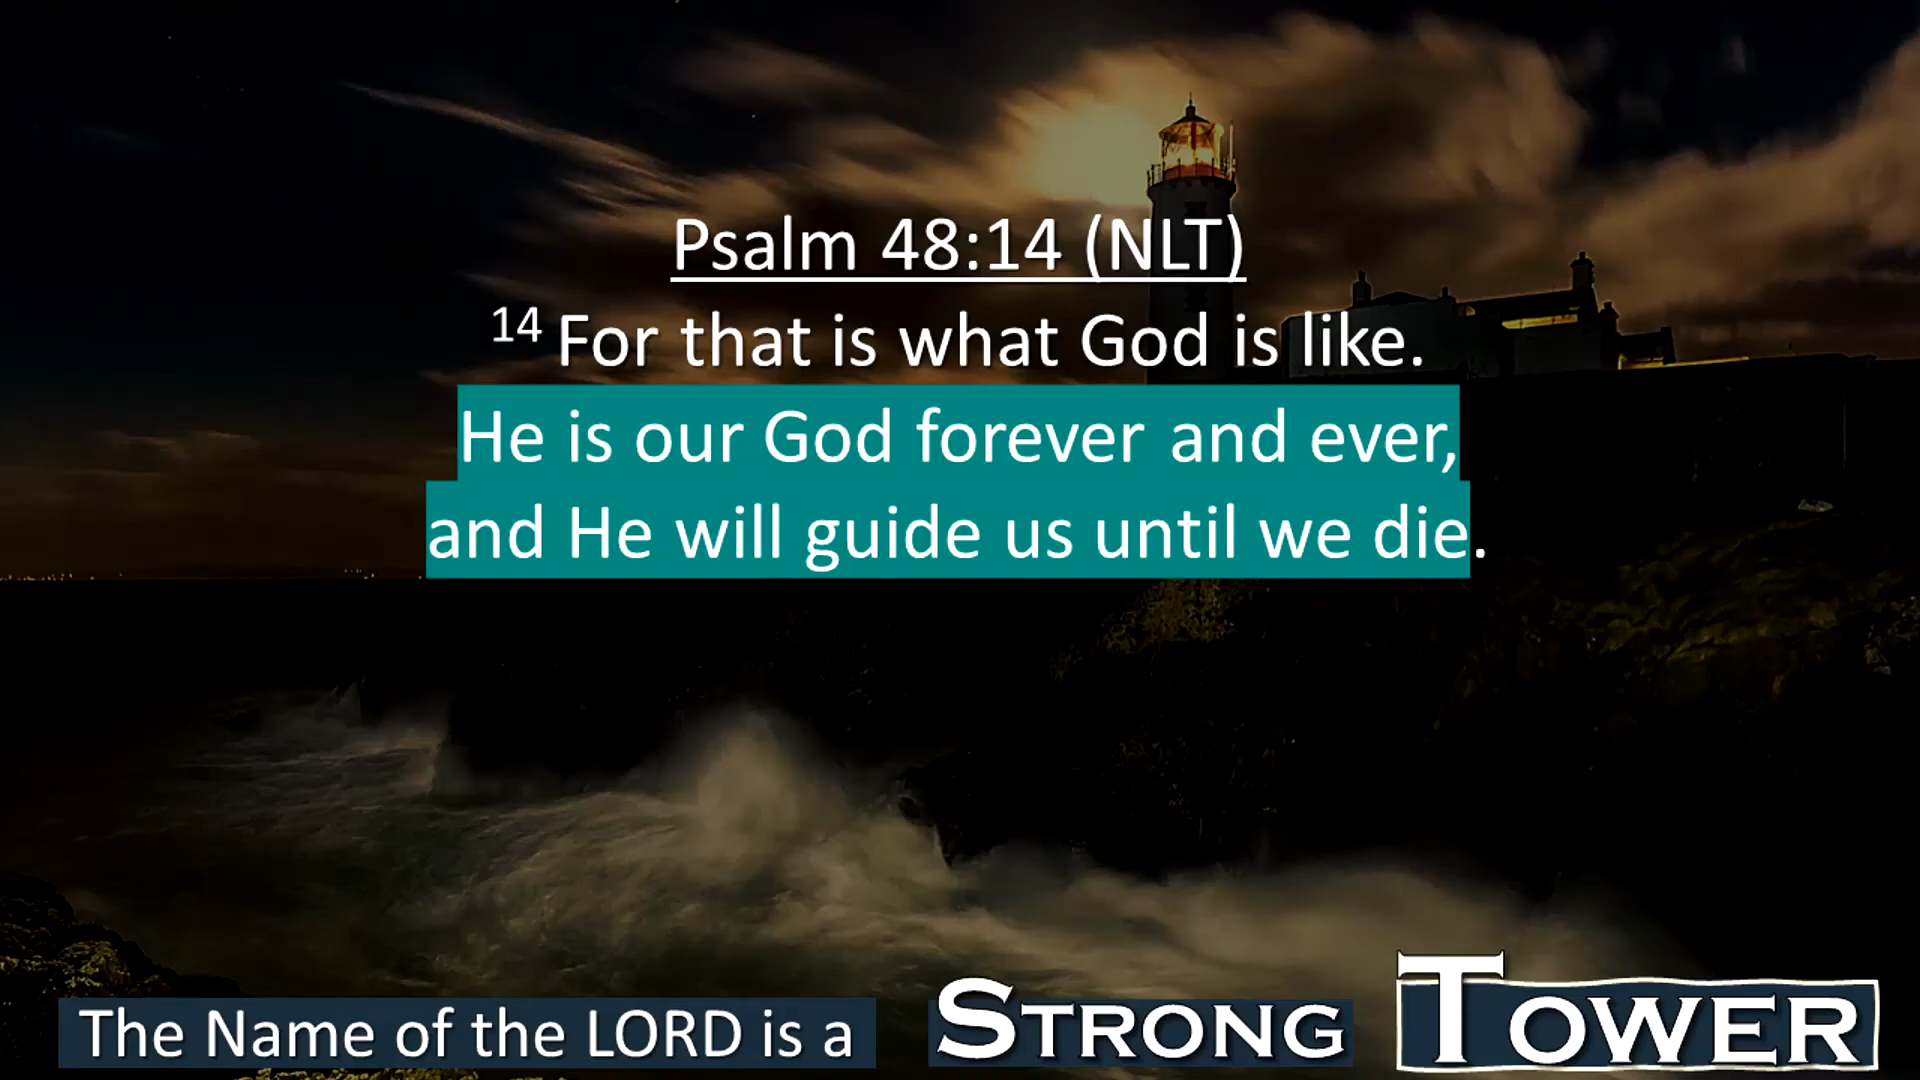 Psalm 48:14 (NLT)
14 For that is what God is like.
He is our God forever and ever,
and He will guide us until we die.
The Name of the LORD is a STRONG TOWER